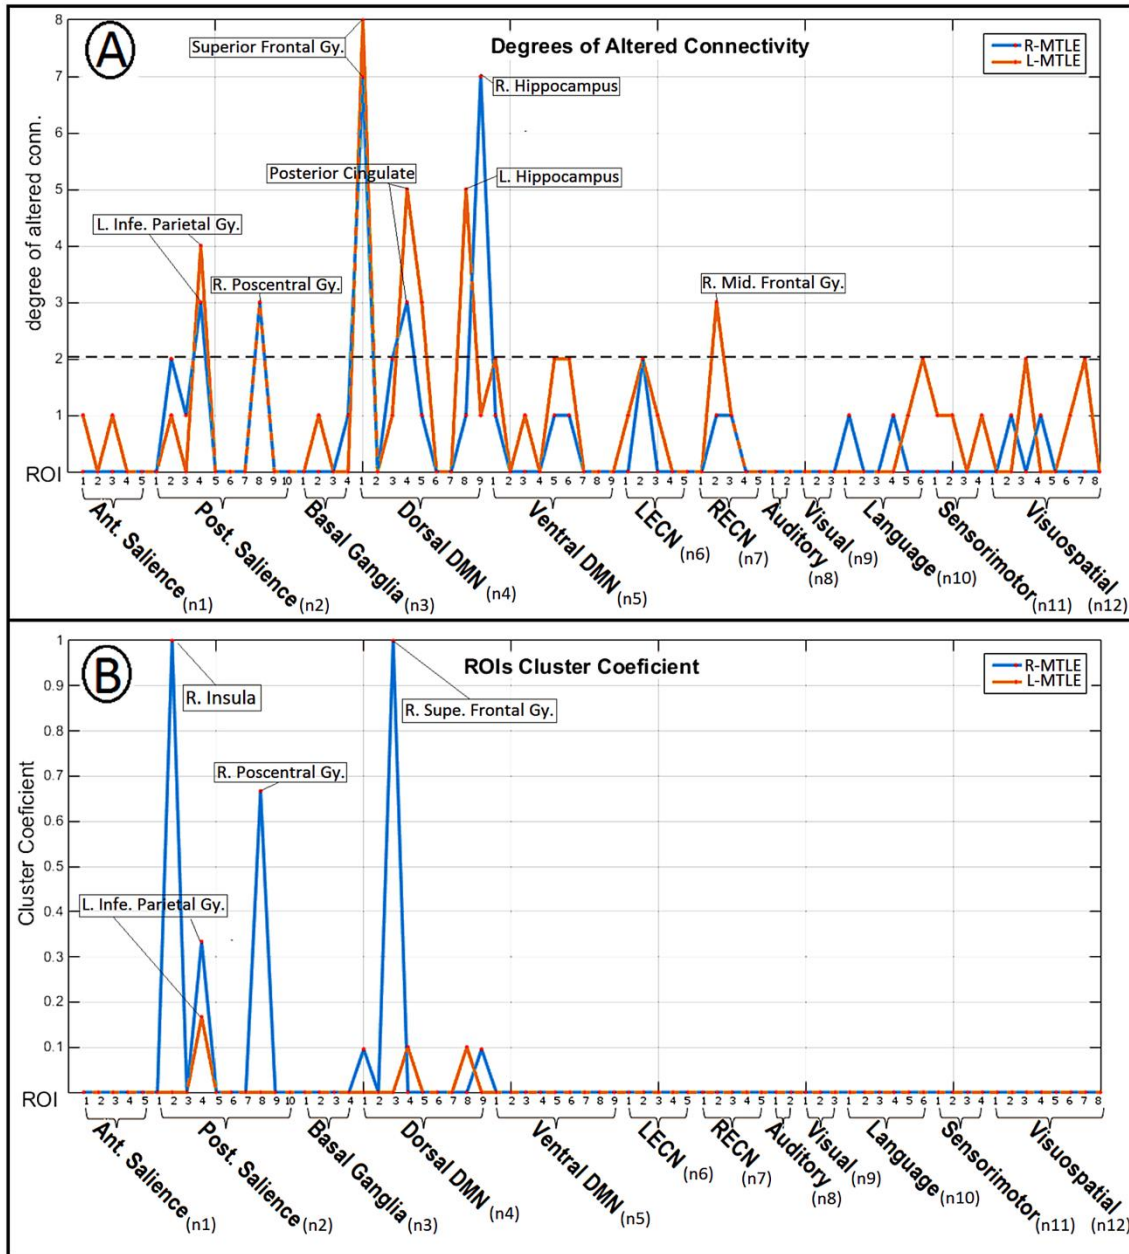 A
Degrees of Altered Connectivity
R-MTLE
L-MTLE
Superior Frontal Gy.
R. Hippocampus
Posterior Cingulate
L. Hippocampus
L. Infe. Parietal Gy.
R. Poscentral Gy.
R. Mid. Frontal Gy.
degree of altered conn.
8
7
6
5
4
3
2
1
ROI
1 2 3 4 5 1 2 3 4 5 6 7 8 9 10 1 2 3 4 1 2 3 4 5 6 7 8 9 1 2 3 4 5 6 7 8 9 1 2 3 4 5 1 2 3 4 5 1 2 1 2 3 1 2 3 4 5 6 1 2 3 4 1 2 3 4 5 6 7 8
Ant. Salience (n1)
Post. Salience (n2)
Basal Ganglia (n3)
Dorsal DMN (n4)
Ventral DMN (n5)
LECN (n6)
RECN (n7)
Auditory (n8)
Visual (n9)
Language (n10)
Sensorimotor (n11)
Visuospatial (n12)
B
ROIs Cluster Coeficient
R-MTLE
L-MTLE
R. Insula
R. Supe. Frontal Gy.
R. Poscentral Gy.
L. Infe. Parietal Gy.
Cluster Coeficient
1
0.9
0.8
0.7
0.6
0.5
0.4
0.3
0.2
0.1
ROI
1 2 3 4 5 1 2 3 4 5 6 7 8 9 10 1 2 3 4 1 2 3 4 5 6 7 8 9 1 2 3 4 5 6 7 8 9 1 2 3 4 5 1 2 3 4 5 1 2 1 2 3 1 2 3 4 5 6 1 2 3 4 1 2 3 4 5 6 7 8
Ant. Salience (n1)
Post. Salience (n2)
Basal Ganglia (n3)
Dorsal DMN (n4)
Ventral DMN (n5)
LECN (n6)
RECN (n7)
Auditory (n8)
Visual (n9)
Language (n10)
Sensorimotor (n11)
Visuospatial (n12)